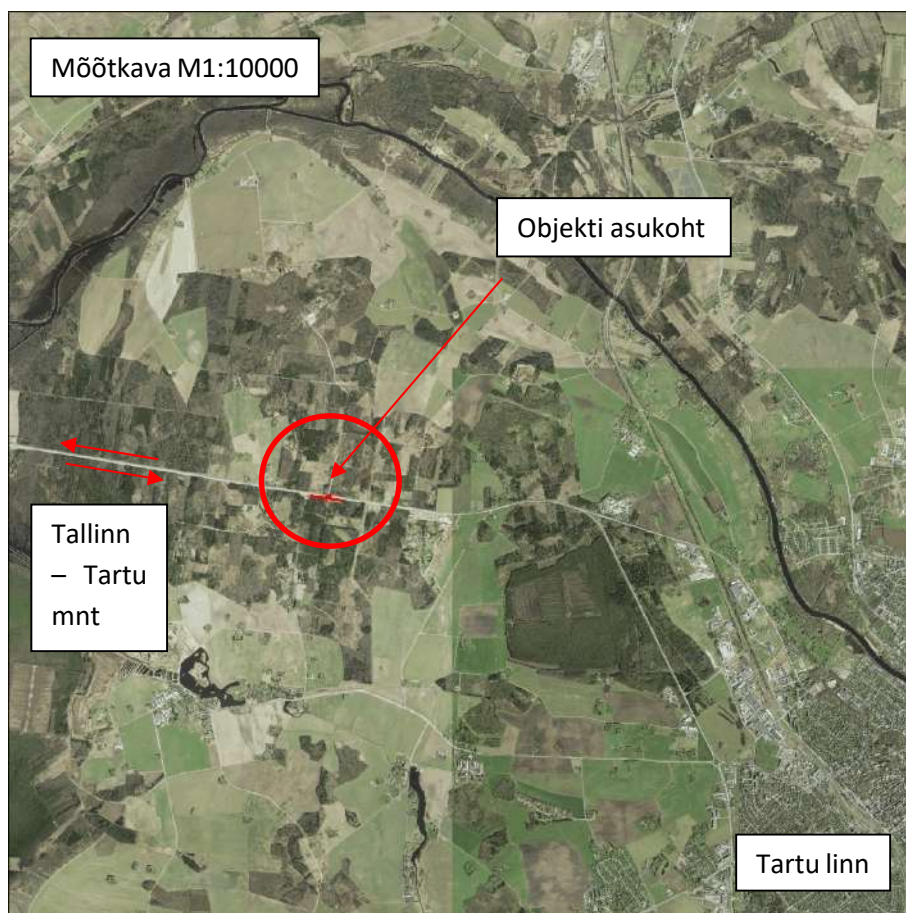 Mõõtkava M1:10000
Objekti asukoht
Tallinn
– Tartu
mnt
Tartu linn